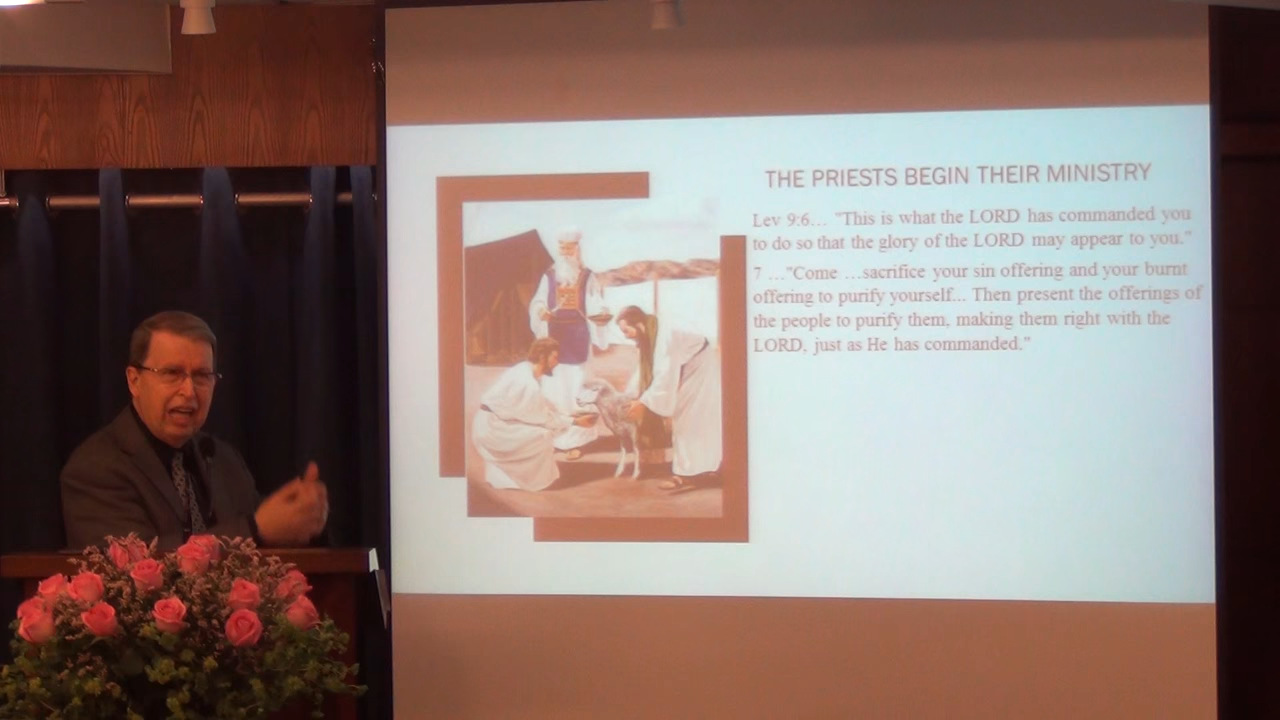 THE PRIESTS BEGIN THEIR MINISTRY
Lev 9:6... "This is what the LORD has commanded you
to do so that the glory of the LORD may appear to you."
7 ..."Come ...sacrifice your sin offering and your burnt
offering to purify yourself... Then present the offerings of
the people to purify them, making them right with the
LORD, just as He has commanded."